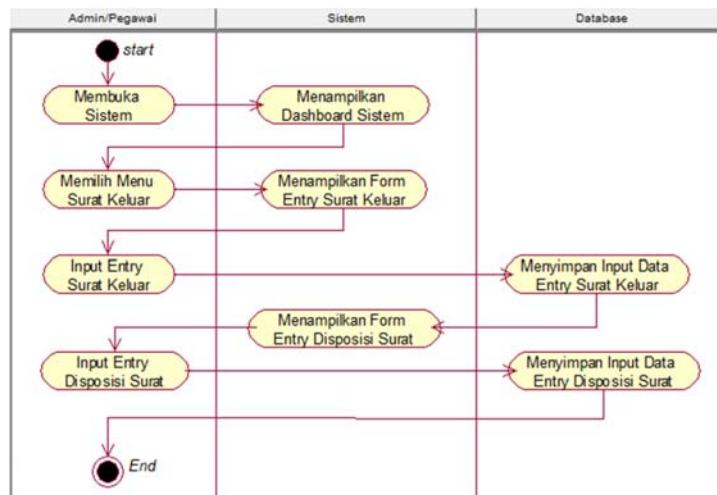 Admin/Pegawai
Sistem
Database
start
Membuka
Sistem
Menampilkan
Dashboard Sistem
Memilih Menu
Surat Keluar
Menampilkan Form
Entry Surat Keluar
Input Entry
Surat Keluar
Menyimpan Input Data
Entry Surat Keluar
Menampilkan Form
Entry Disposisi Surat
Input Entry
Disposisi Surat
Menyimpan Input Data
Entry Disposisi Surat
End